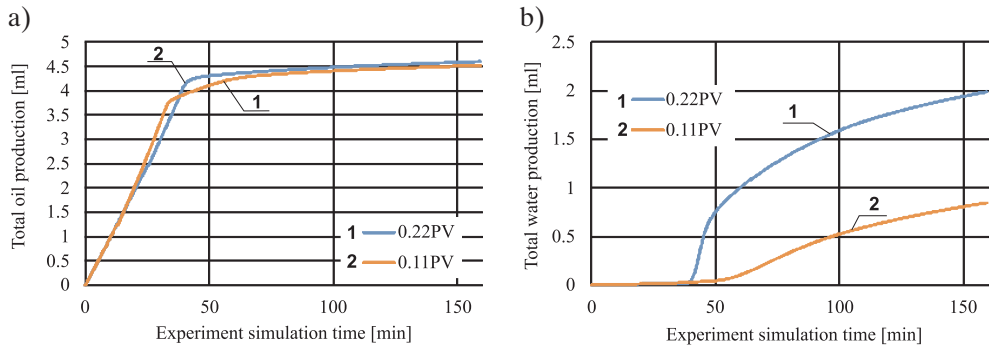 a)
Total oil production [ml]
5
4.5
4
3.5
3
2.5
2
1.5
1
0.5
0
2
1
1 0.22PV
2 0.11PV
0 50 100 150
Experiment simulation time [min]
b)
Total water production [ml]
2.5
2
1.5
1
0.5
0
1 0.22PV
2 0.11PV
1
2
0 50 100 150
Experiment simulation time [min]